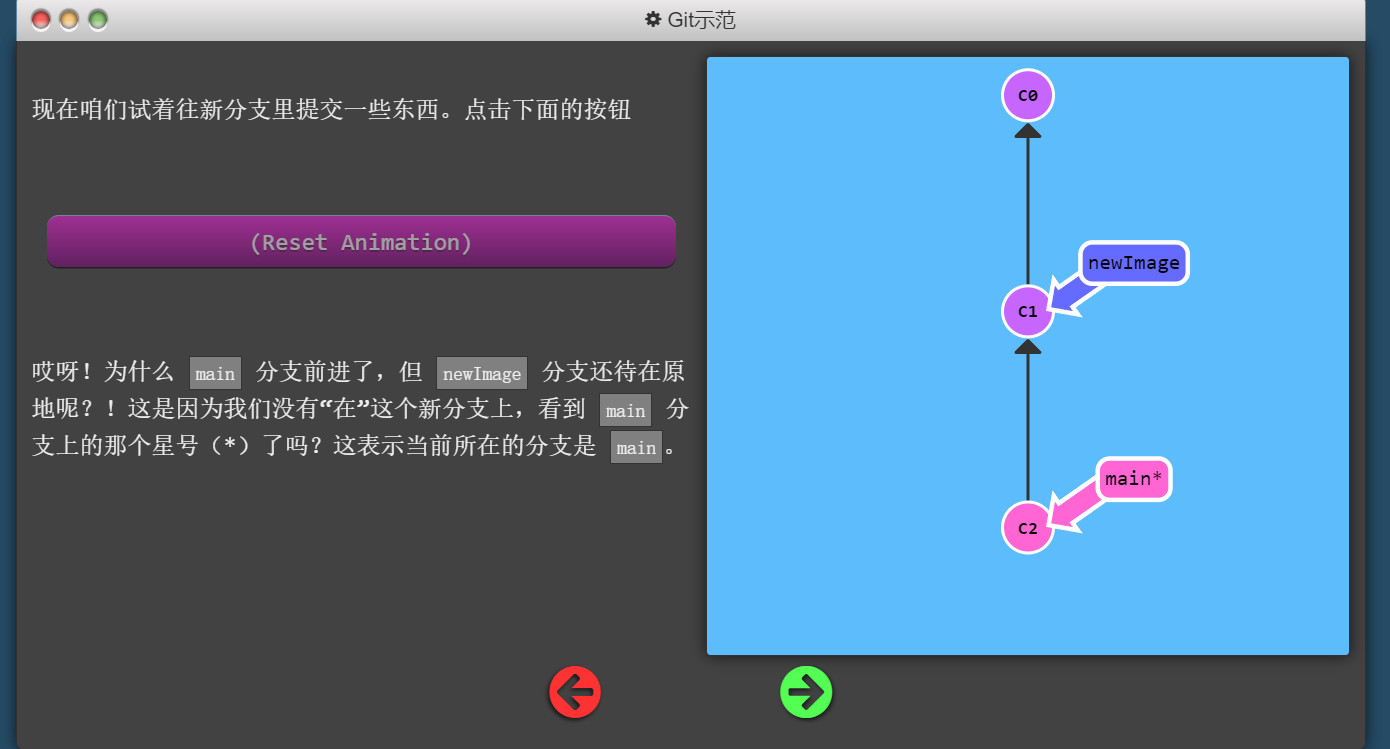 Git示范
现在咱们试着往新分支里提交一些东西。点击下面的按钮
(Reset Animation)
哎呀！为什么 main 分支前进了，但 newImage 分支还待在原
地呢？！这是因为我们没有“在”这个新分支上，看到 main 分
支上的那个星号（*）了吗？这表示当前所在的分支是 main。
C0
newImage
C1
main*
C2